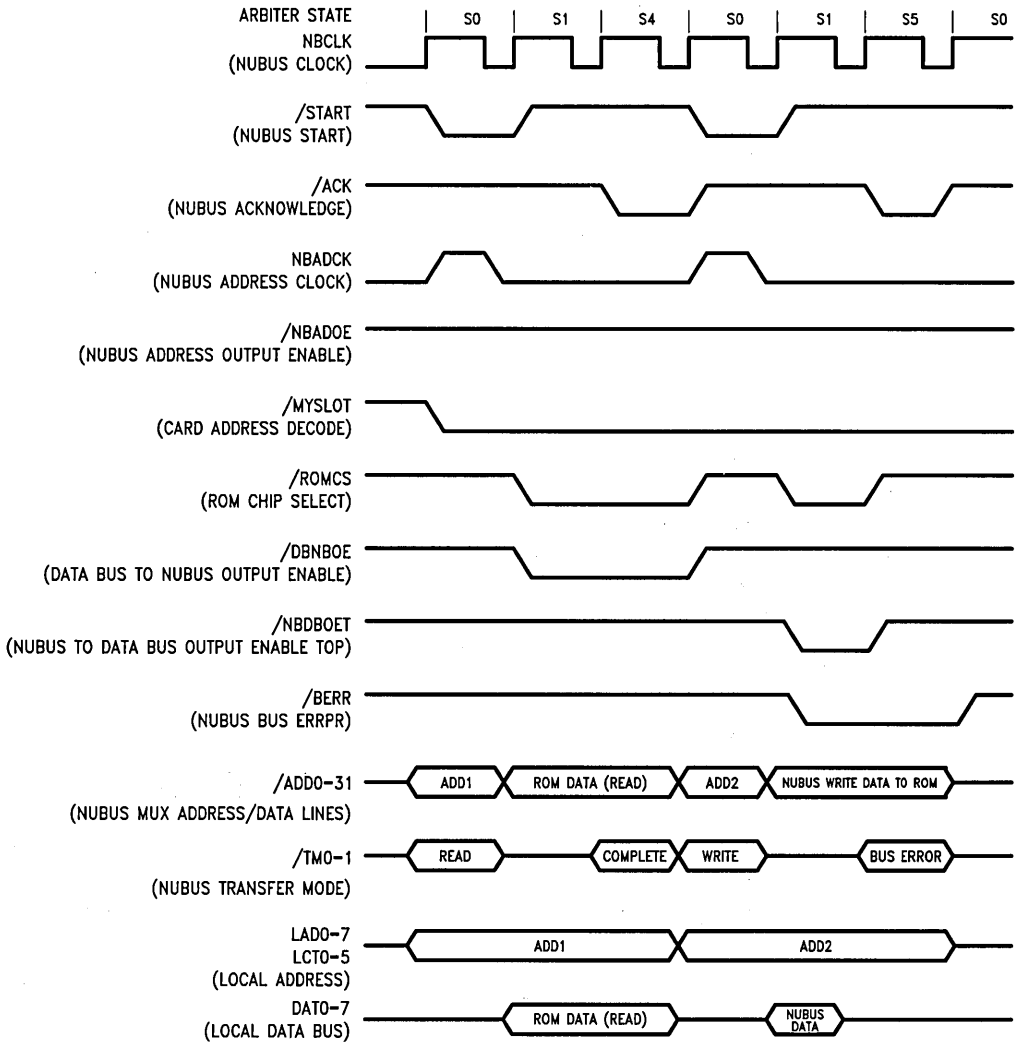 ARBITER STATE | S0 | S1 | S4 | S0 | S1 | S5 | S0
NBCLK
(NUBUS CLOCK)
/START
(NUBUS START)
/ACK
(NUBUS ACKNOWLEDGE)
NBADCK
(NUBUS ADDRESS CLOCK)
/NBADOE
(NUBUS ADDRESS OUTPUT ENABLE)
/MYSLOT
(CARD ADDRESS DECODE)
/ROMCS
(ROM CHIP SELECT)
/DBNBOE
(DATA BUS TO NUBUS OUTPUT ENABLE)
/NBDBOET
(NUBUS TO DATA BUS OUTPUT ENABLE TOP)
/BERR
(NUBUS BUS ERRPR)
/ADD0-31 ADD1 ROM DATA (READ) ADD2 NUBUS WRITE DATA TO ROM
(NUBUS MUX ADDRESS/DATA LINES)
/TM0-1 READ COMPLETE WRITE BUS ERROR
(NUBUS TRANSFER MODE)
LAD0-7
LCT0-5 ADD1 ADD2
(LOCAL ADDRESS)
DAT0-7
(LOCAL DATA BUS) ROM DATA (READ) NUBUS
DATA